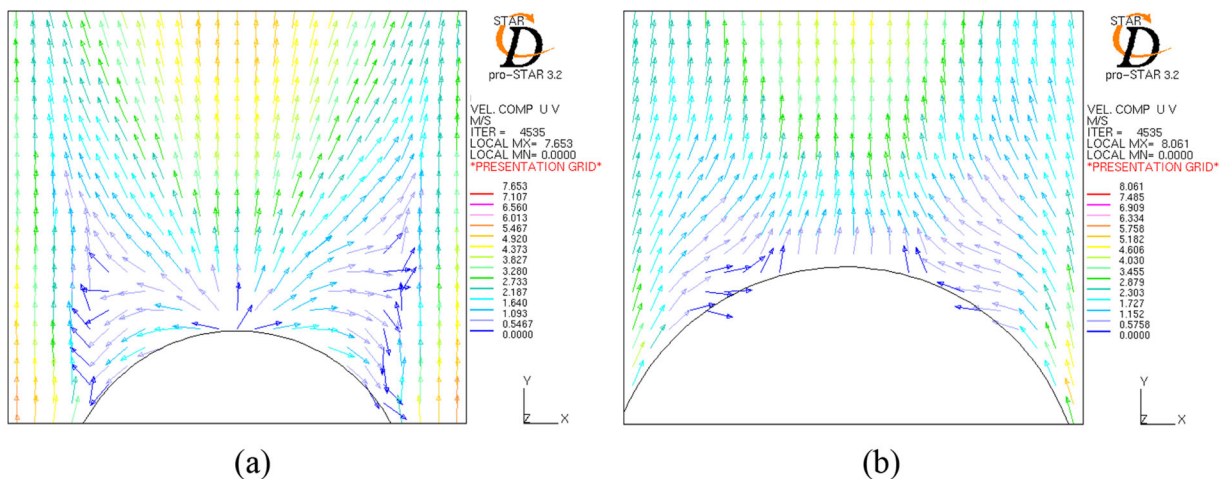 STAR
D
pro-STAR 3.2
VEL. COMP U V
M/S
ITER = 4535
LOCAL MX= 7.653
LOCAL MN= 0.0000
*PRESENTATION GRID*
7.653
7.107
6.560
6.013
5.467
4.920
4.373
3.827
3.280
2.733
2.187
1.640
1.093
0.5467
0.0000
Y
Z X
(a)
STAR
D
pro-STAR 3.2
VEL. COMP U V
M/S
ITER = 4535
LOCAL MX= 8.061
LOCAL MN= 0.0000
*PRESENTATION GRID*
8.061
7.485
6.909
6.334
5.758
5.182
4.606
4.030
3.455
2.879
2.303
1.727
1.152
0.5758
0.0000
Y
Z X
(b)